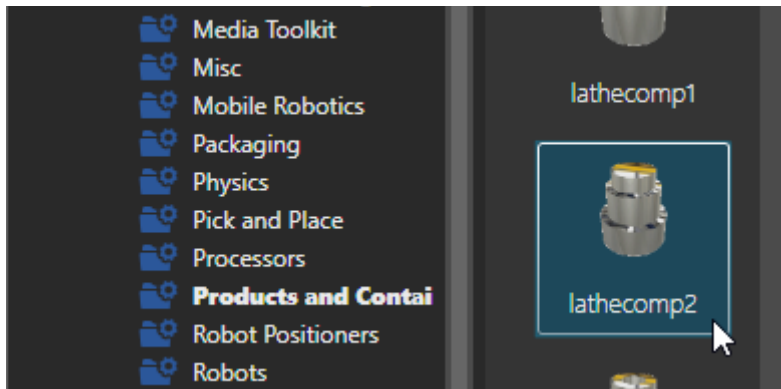 Media Toolkit
Misc
Mobile Robotics
Packaging
Physics
Pick and Place
Processors
Products and Contai
Robot Positioners
Robots
lathecomp1
lathecomp2